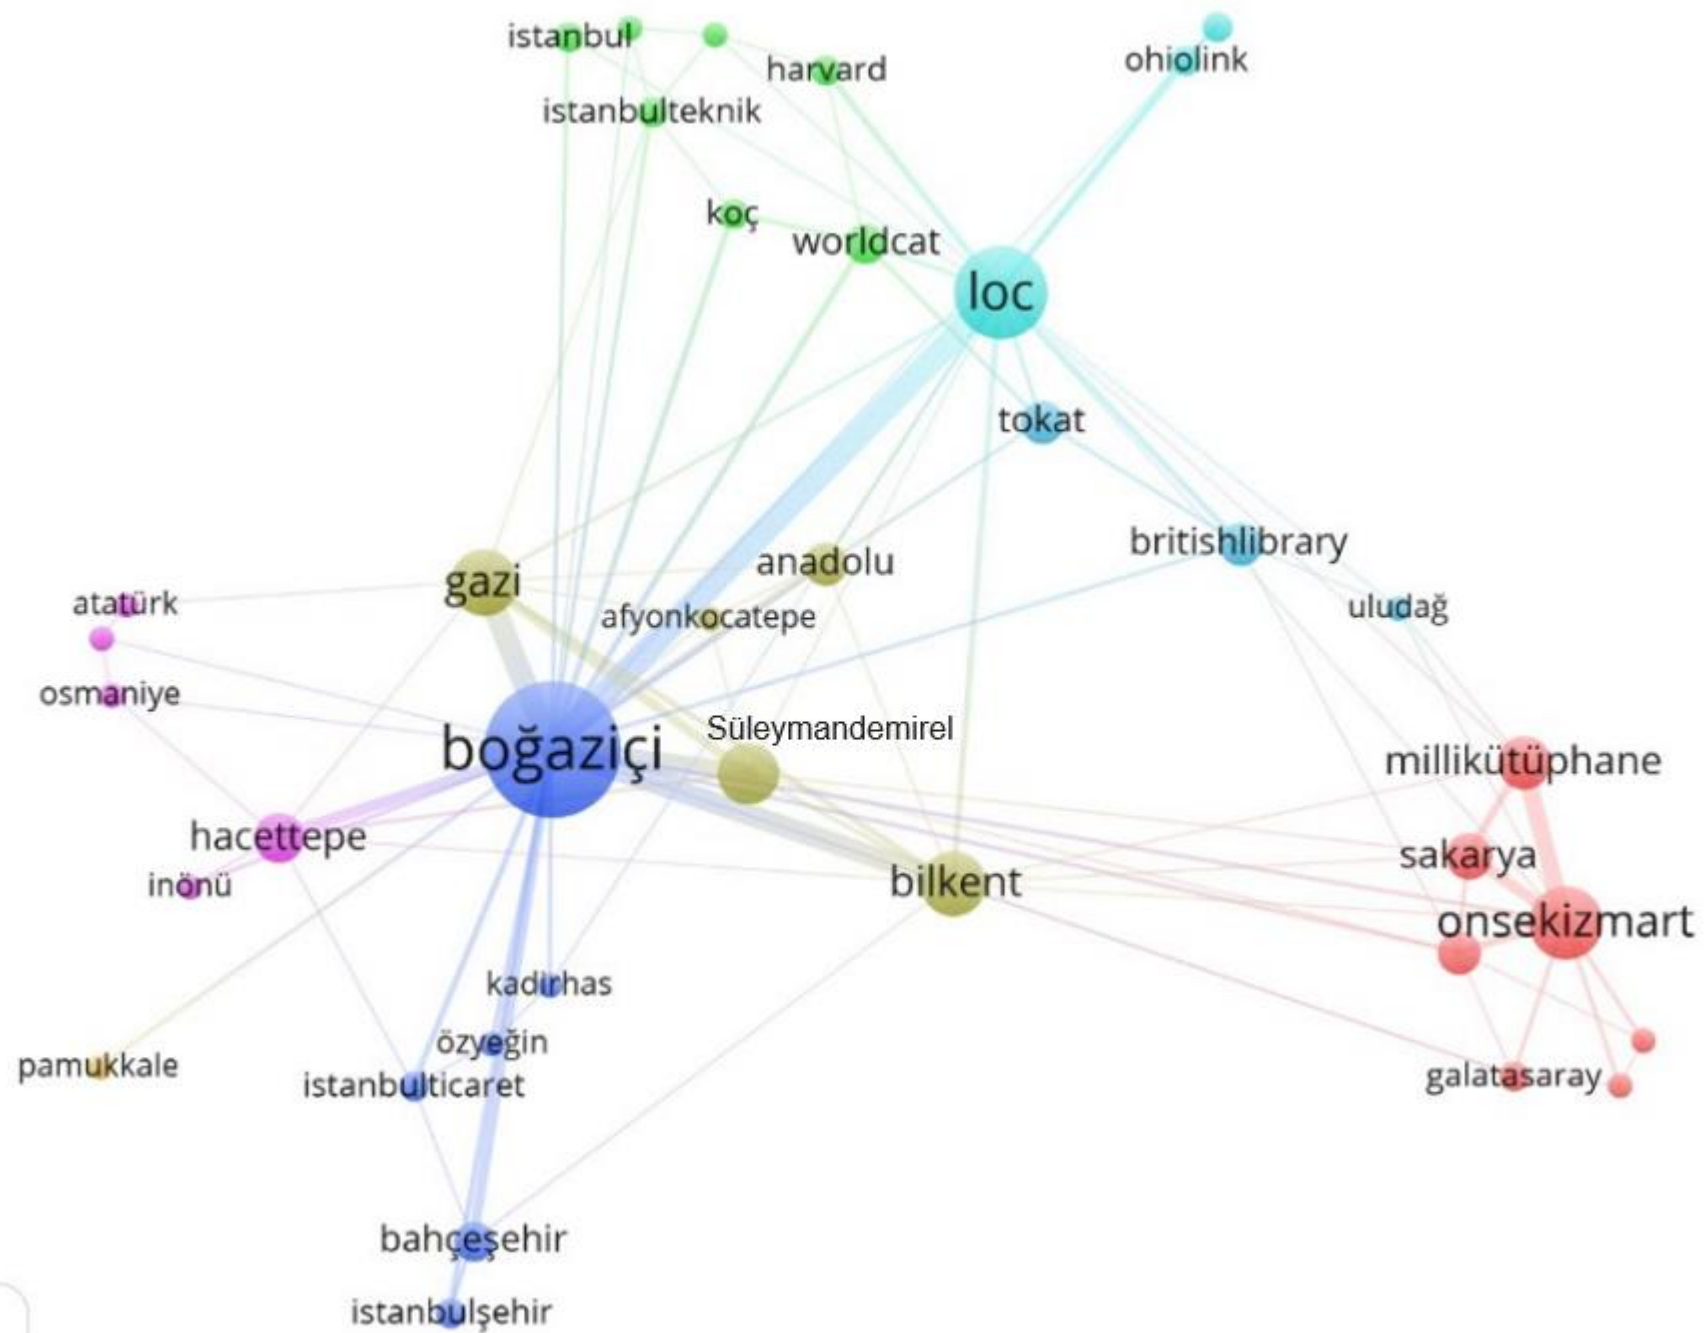 istanbul
ohiolink
harvard
istanbulteknik
koç
worldcat
loc
tokat
britishlibrary
anadolu
gazi
atatürk
afyonkocatepe
uludağ
osmaniye
Süleymandemirel
boğaziçi
millikütüphane
hacettepe
sakarya
inönü
bilkent
onsekizmart
kadirhas
özyeğin
pamukkale
galatasaray
istanbulticaret
bahçeşehir
istanbulşehir